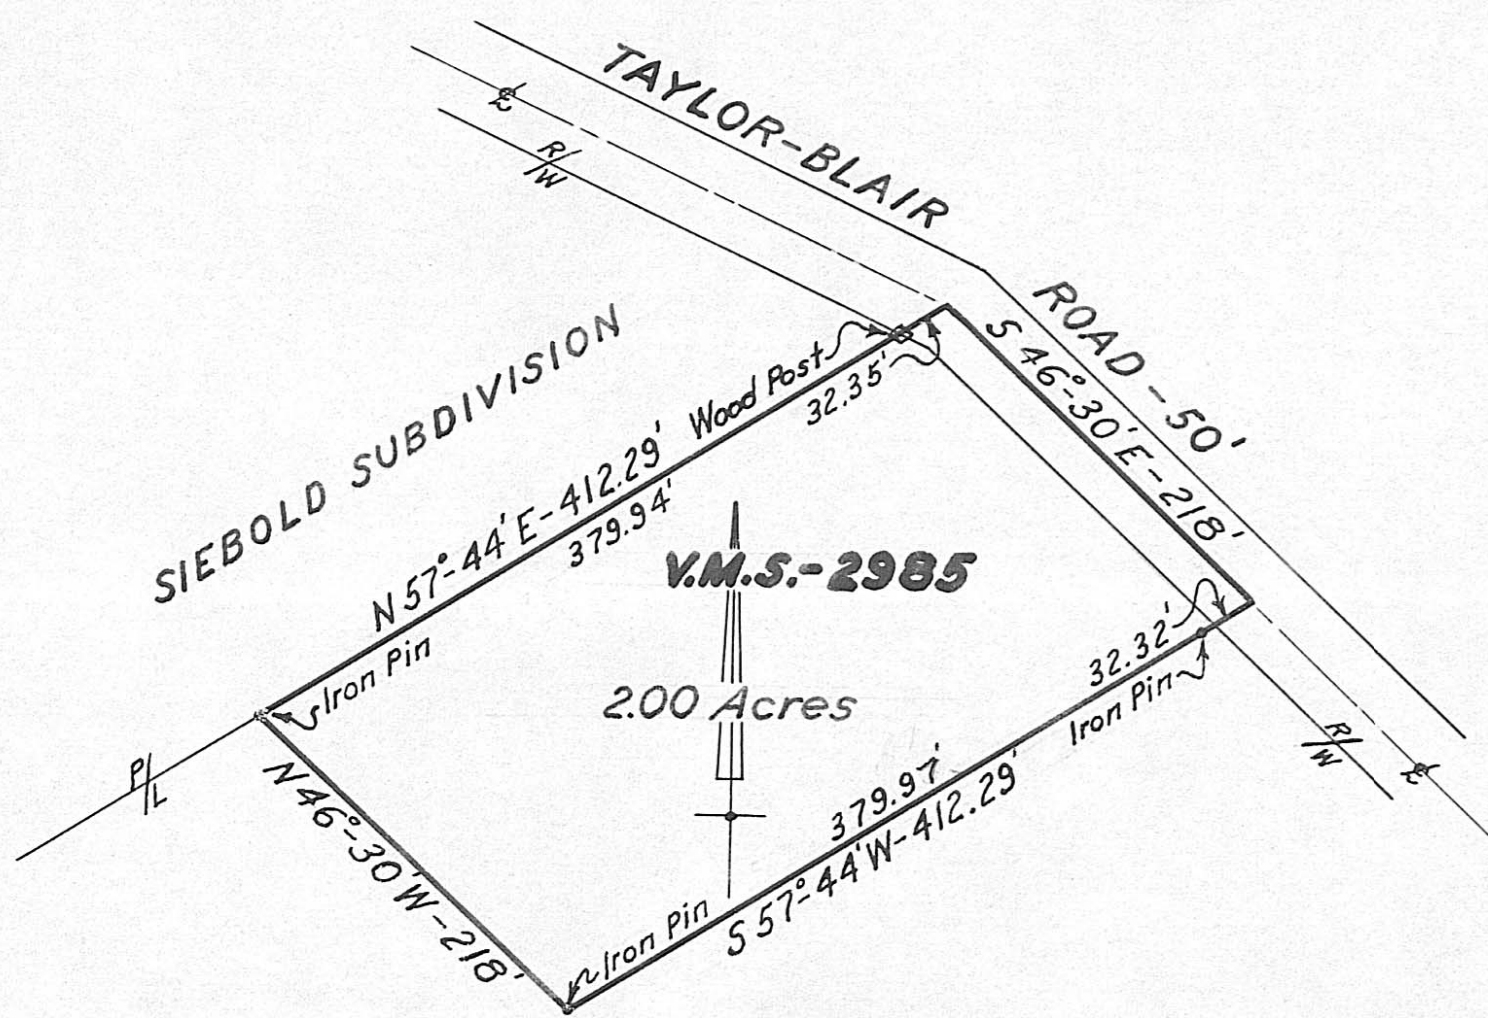 TAYLOR-BLAIR ROAD - 50'
℄
R/W
SIEBOLD SUBDIVISION
Wood Post
32.35'
S 46°-30' E - 218'
N 57°-44' E - 412.29'
379.94'
V.M.S.-2985
Iron Pin
2.00 Acres
32.32'
Iron Pin
R/W
℄
P/L
N 46°-30' W - 218'
379.97'
S 57°-44' W - 412.29'
Iron Pin